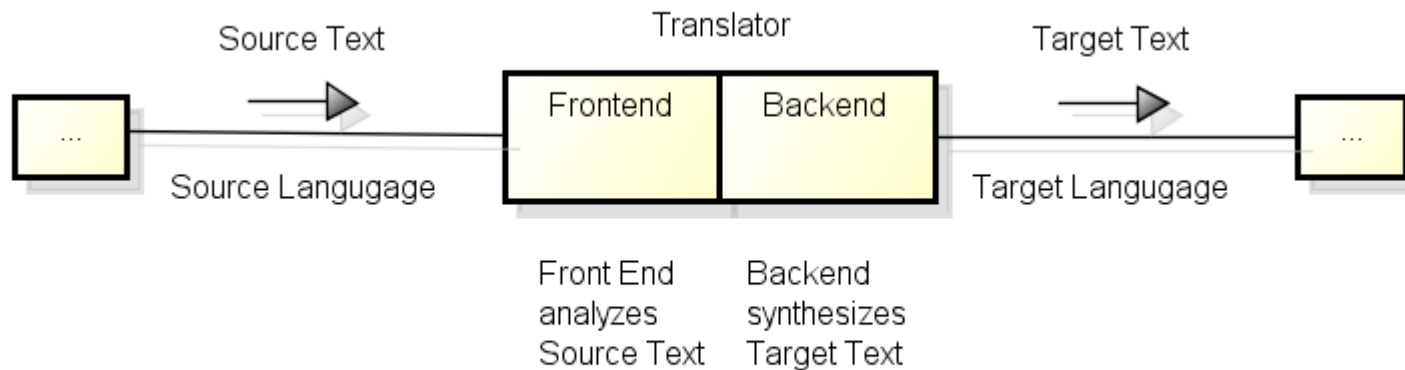 Translator
Source Text
Target Text
Frontend
Backend
...
...
Source Langugage
Target Langugage
Front End
analyzes
Source Text
Backend
synthesizes
Target Text